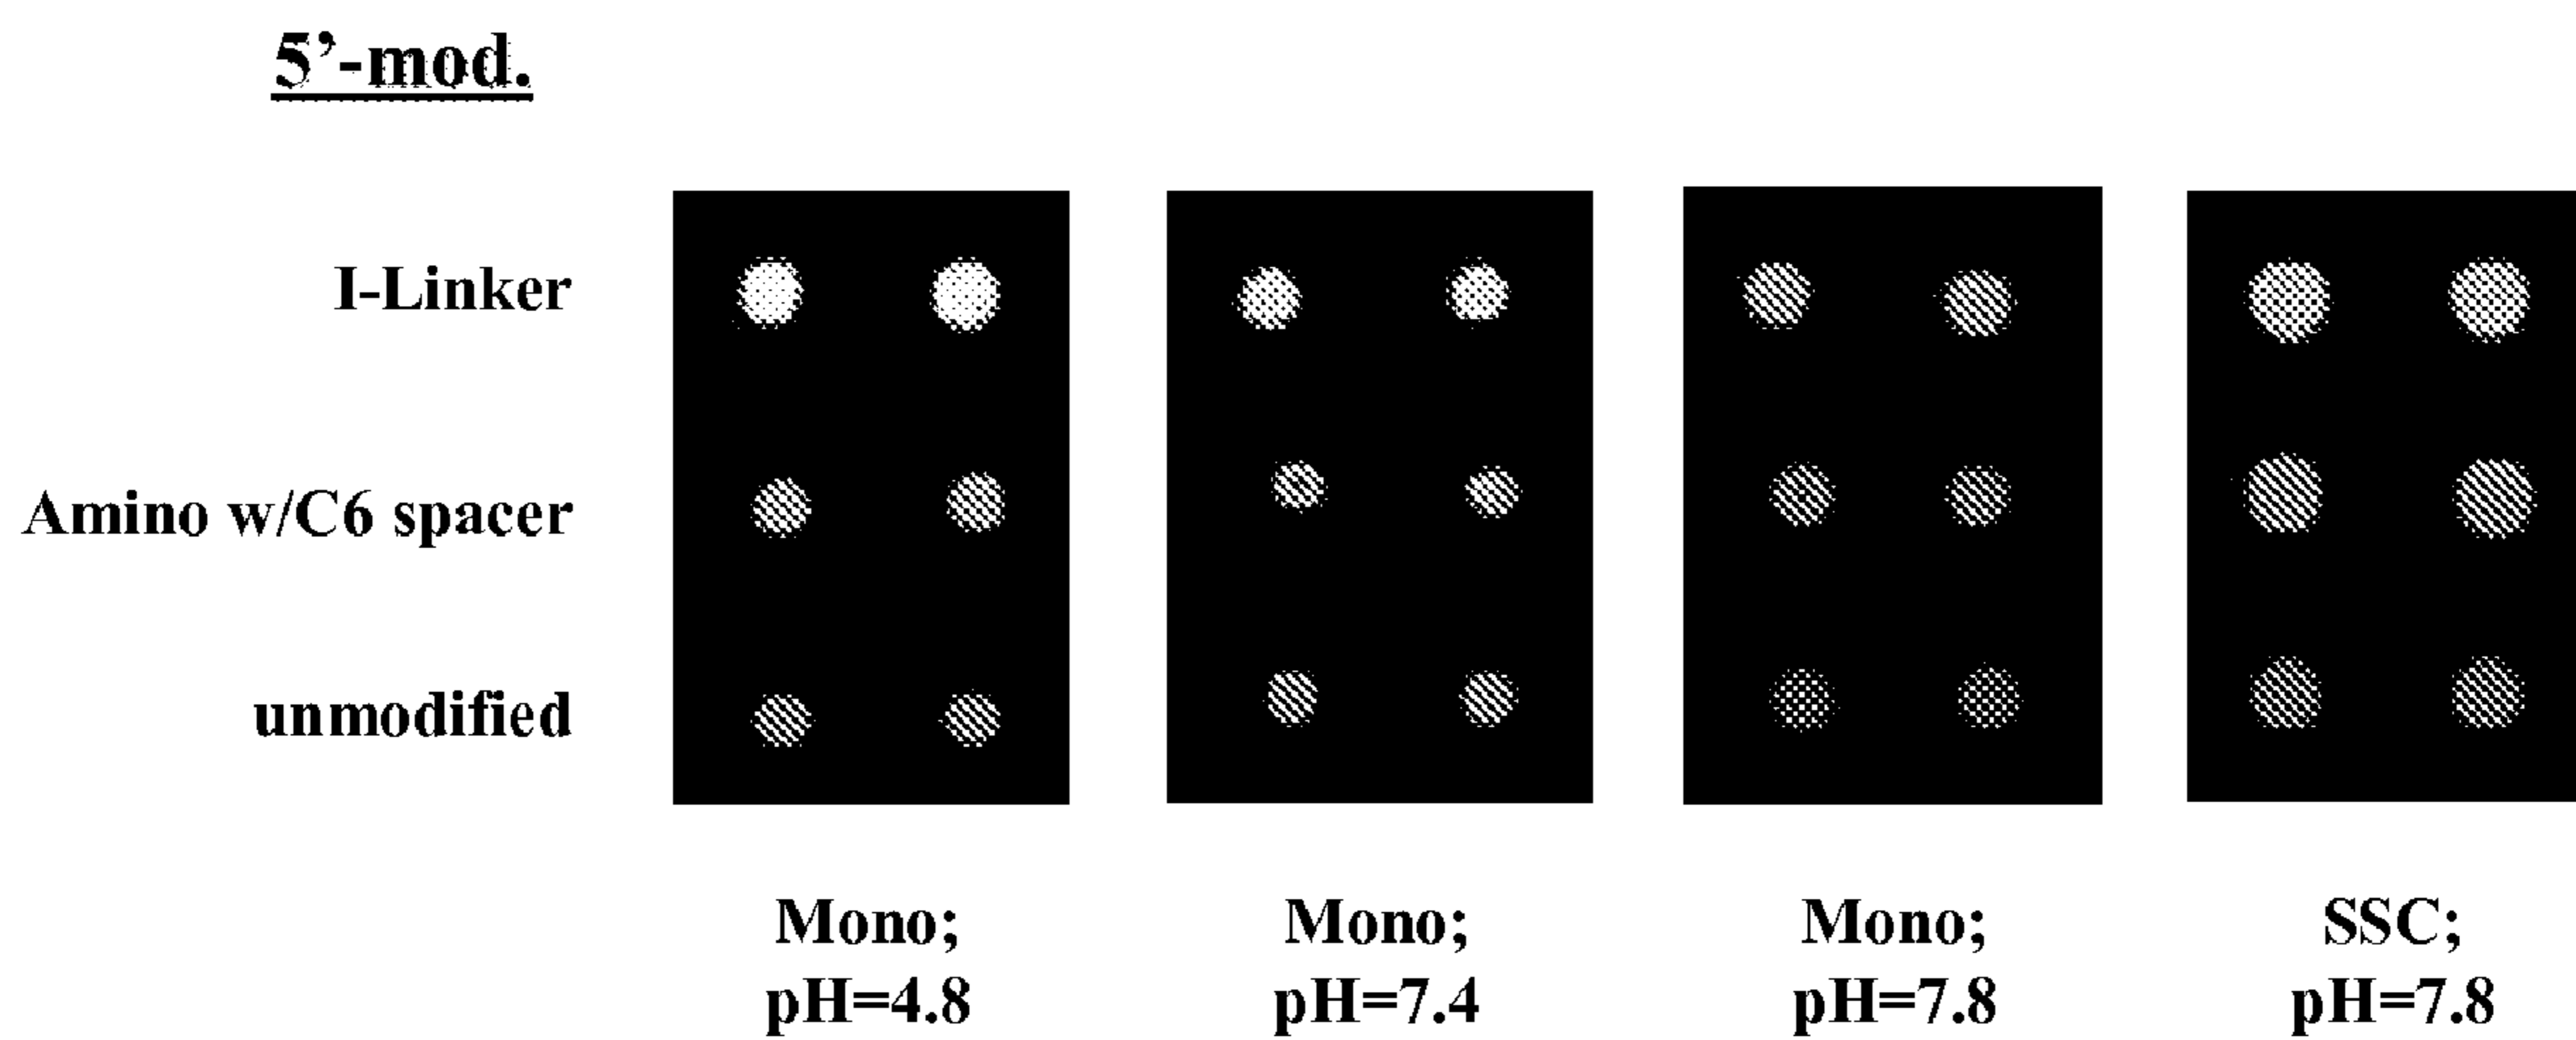 5’-mod.
I-Linker
Amino w/C6 spacer
unmodified
Mono;
pH=4.8
Mono;
pH=7.4
Mono;
pH=7.8
SSC;
pH=7.8